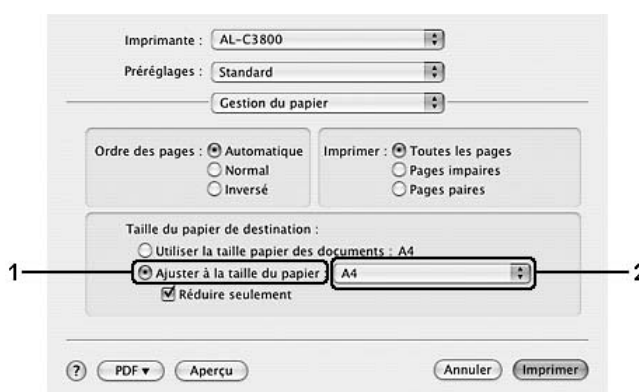 Imprimante : AL-C3800
Préréglages : Standard
Gestion du papier
Ordre des pages : Automatique
Normal
Inversé
Imprimer : Toutes les pages
Pages impaires
Pages paires
Taille du papier de destination :
Utiliser la taille papier des documents : A4
1
Ajuster à la taille du papier : A4
2
Réduire seulement
? PDF Aperçu Annuler Imprimer